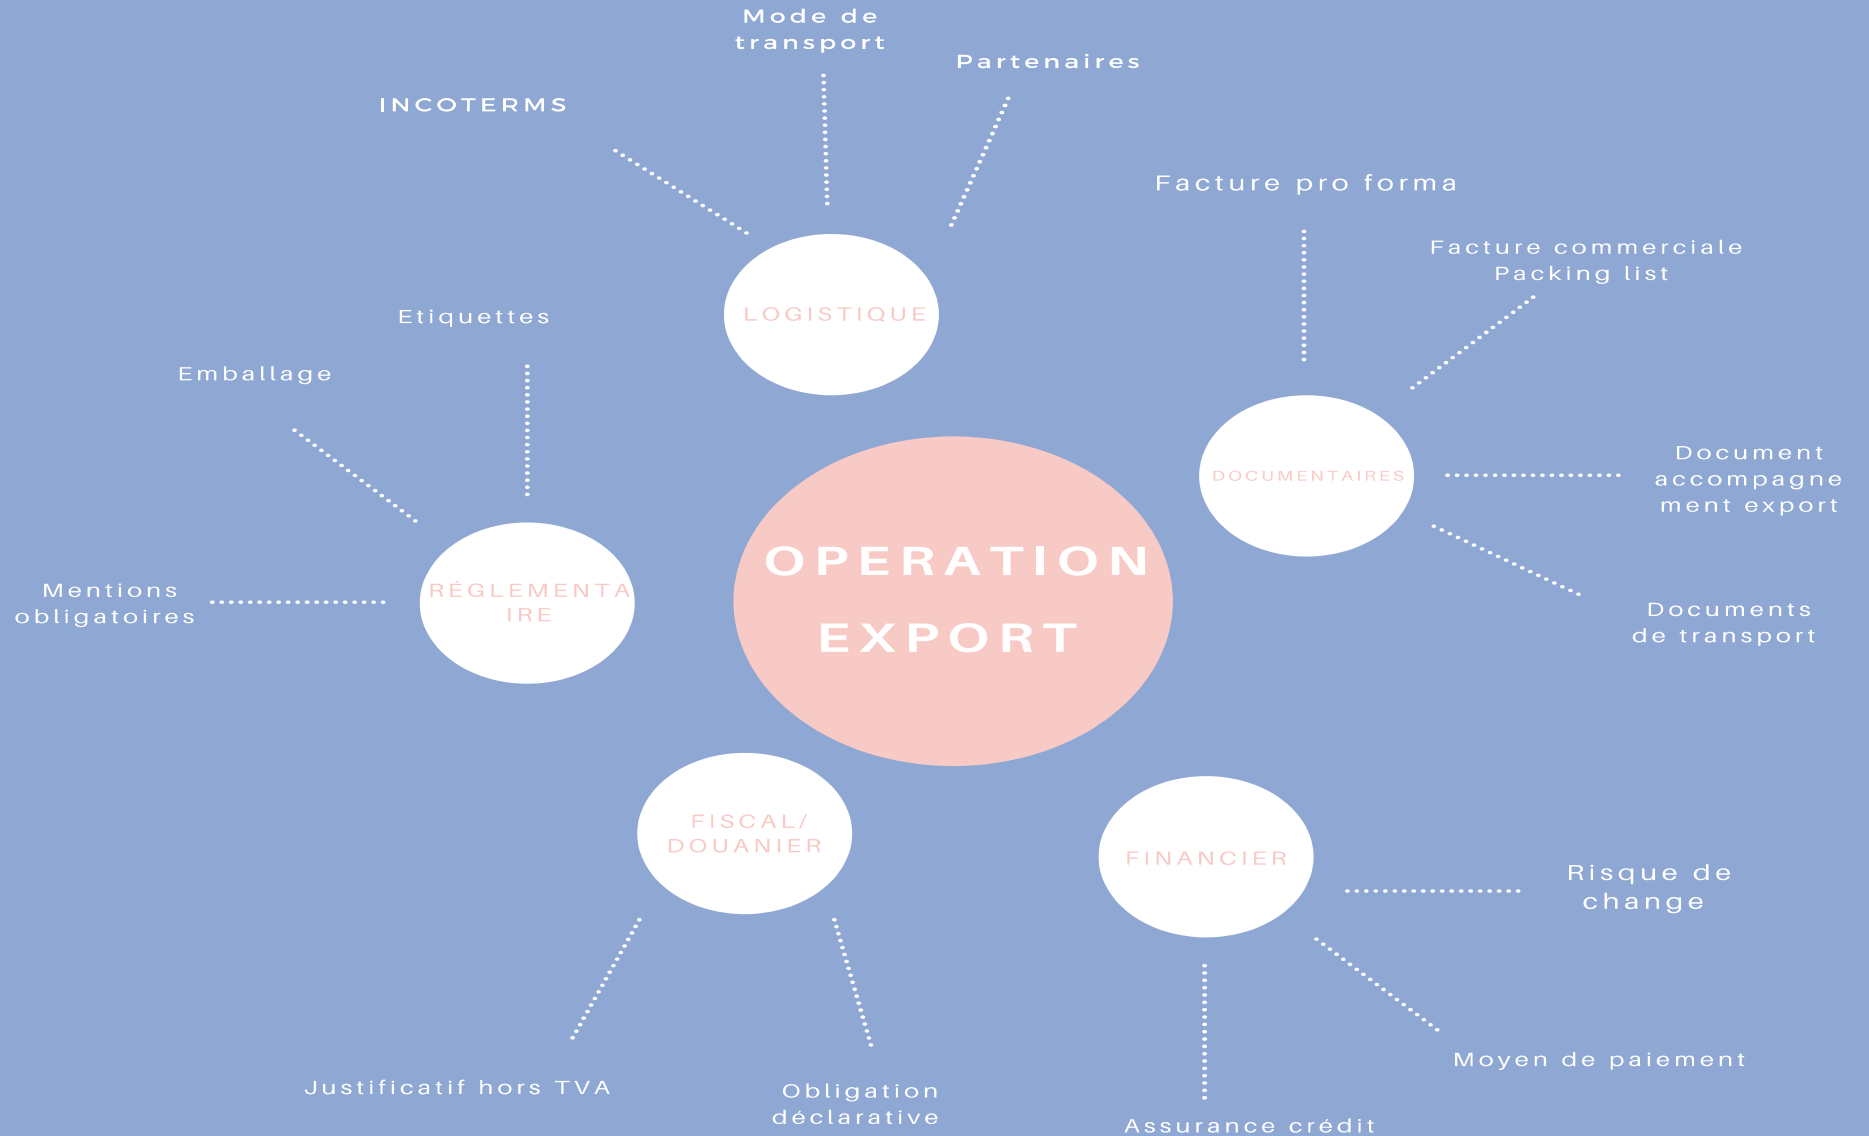 Mode de
transport
Partenaires
INCOTERMS
Facture pro forma
Facture commerciale
Packing list
LOGISTIQUE
Etiquettes
Emballage
DOCUMENTAIRES
Document
accompagne
ment export
OPERATION
EXPORT
Mentions
obligatoires
RÉGLEMENTA
IRE
Documents
de transport
FISCAL/
DOUANIER
FINANCIER
Risque de
change
Moyen de paiement
Justificatif hors TVA
Obligation
déclarative
Assurance crédit